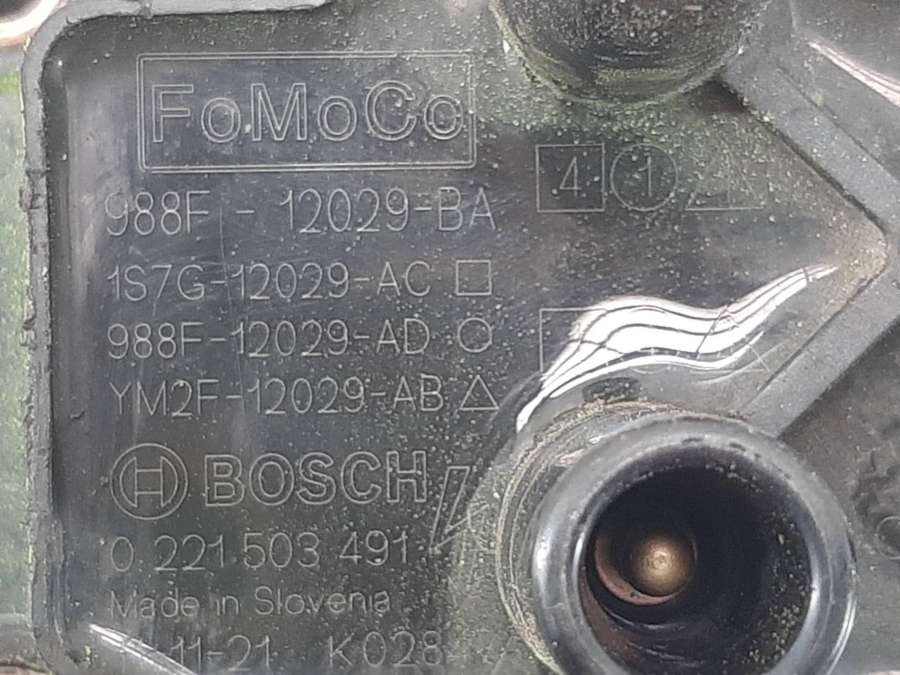 FoMoCo
4 1
988F - 12029-BA
1S7G-12029-AC
988F-12029-AD
YM2F-12029-AB
BOSCH
0 221 503 491
Made in Slovenia
11-21 K028